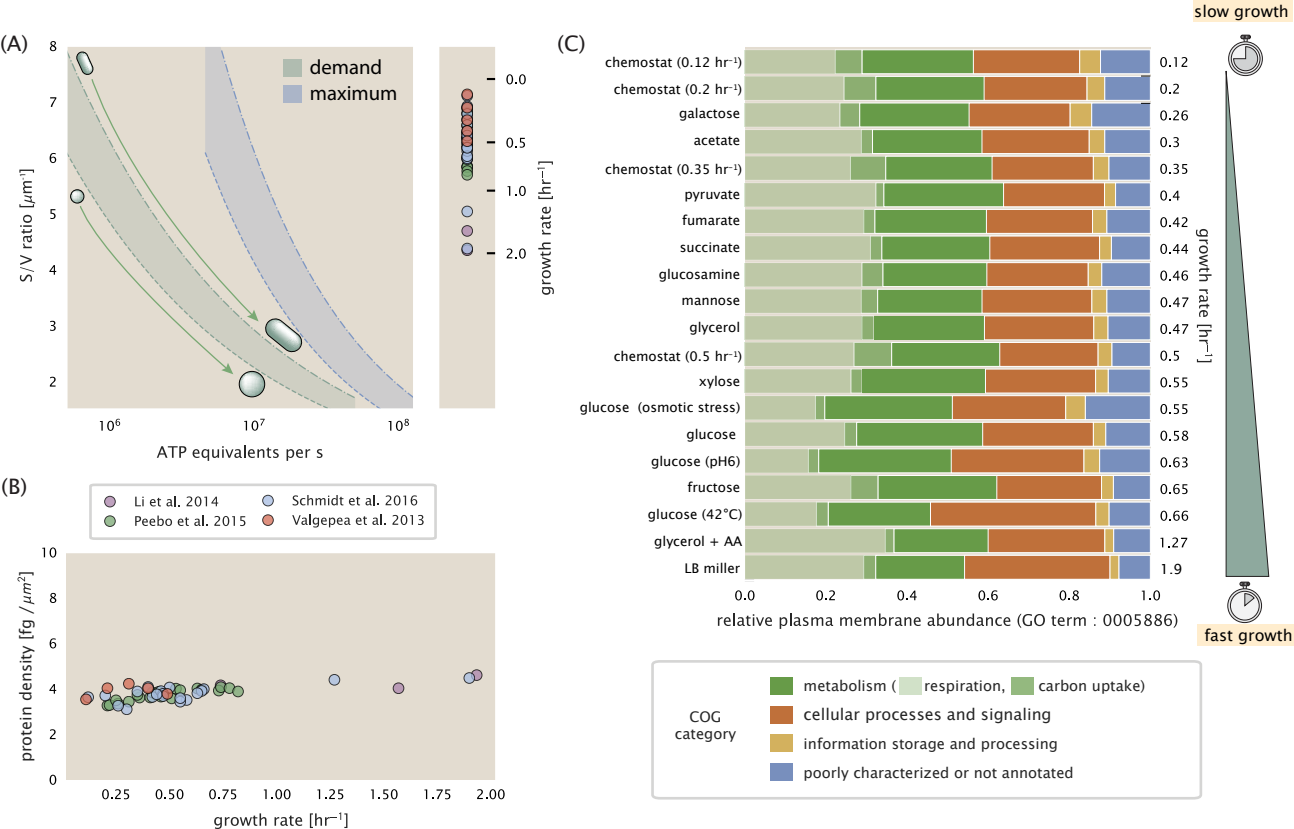 (A)
8
7
6
5
4
3
2
S/V ratio [μm⁻¹]
demand
maximum
10⁶
10⁷
10⁸
ATP equivalents per s
0.0
0.5
1.0
2.0
growth rate [hr⁻¹]
(B)
Li et al. 2014
Schmidt et al. 2016
Peebo et al. 2015
Valgepea et al. 2013
10
8
6
4
2
0
protein density [fg / μm²]
0.25 0.50 0.75 1.00 1.25 1.50 1.75 2.00
growth rate [hr⁻¹]
(C)
slow growth
chemostat (0.12 hr⁻¹) 0.12
chemostat (0.2 hr⁻¹) 0.2
galactose 0.26
acetate 0.3
chemostat (0.35 hr⁻¹) 0.35
pyruvate 0.4
fumarate 0.42
succinate 0.44
glucosamine 0.46
mannose 0.47
glycerol 0.47
chemostat (0.5 hr⁻¹) 0.5
xylose 0.55
glucose (osmotic stress) 0.55
glucose 0.58
glucose (pH6) 0.63
fructose 0.65
glucose (42°C) 0.66
glycerol + AA 1.27
LB miller 1.9
growth rate [hr⁻¹]
0.0 0.2 0.4 0.6 0.8 1.0
relative plasma membrane abundance (GO term : 0005886)
fast growth
COG
category
metabolism ( respiration, carbon uptake)
cellular processes and signaling
information storage and processing
poorly characterized or not annotated